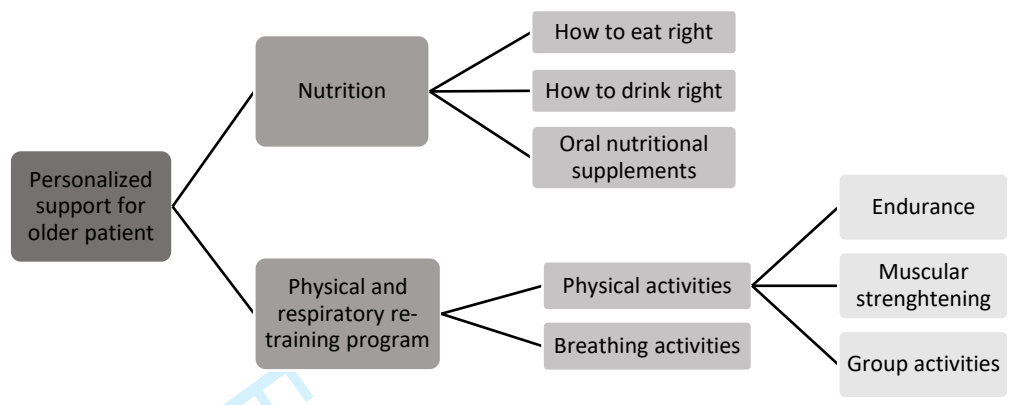 Personalized
support for
older patient
Nutrition
How to eat right
How to drink right
Oral nutritional
supplements
Physical and
respiratory re-
training program
Physical activities
Breathing activities
Endurance
Muscular
strenghtening
Group activities